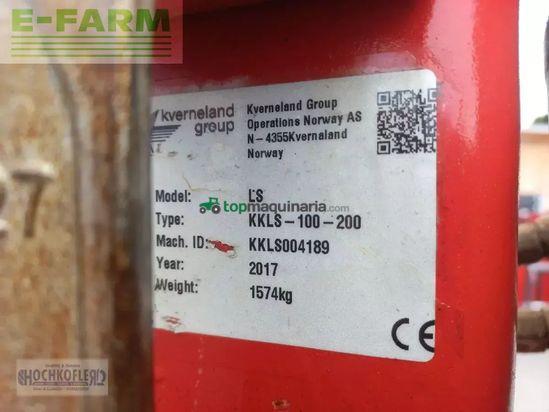 E-FARM
kverneland
group
Kverneland Group
Operations Norway AS
N-4355Kvernaland
Norway
Model: LS
topmaquinaria.com
Type: KKLS-100-200
Mach. ID: KKLS004189
Year: 2017
Weight: 1574kg
CE
HOCHKOFLER